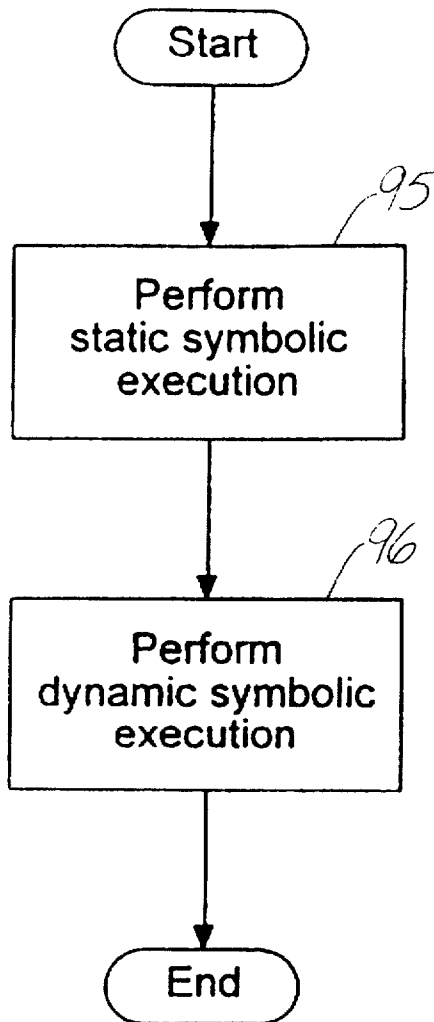 Start
95
Perform
static symbolic
execution
96
Perform
dynamic symbolic
execution
End